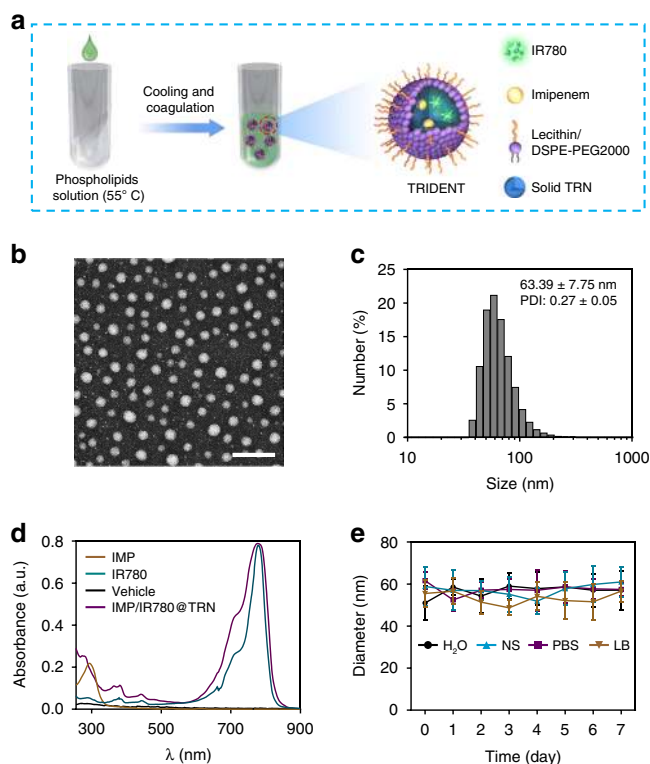 a
Cooling and
coagulation
Phospholipids
solution (55° C)
TRIDENT
IR780
Imipenem
Lecithin/
DSPE-PEG2000
Solid TRN
b
c
25
20
15
10
5
0
Number (%)
63.39 ± 7.75 nm
PDI: 0.27 ± 0.05
10
100
1000
Size (nm)
d
0.8
0.6
0.4
0.2
0.0
Absorbance (a.u.)
IMP
IR780
Vehicle
IMP/IR780@TRN
300
500
700
900
λ (nm)
e
80
60
40
20
0
Diameter (nm)
H₂O NS PBS LB
0 1 2 3 4 5 6 7
Time (day)